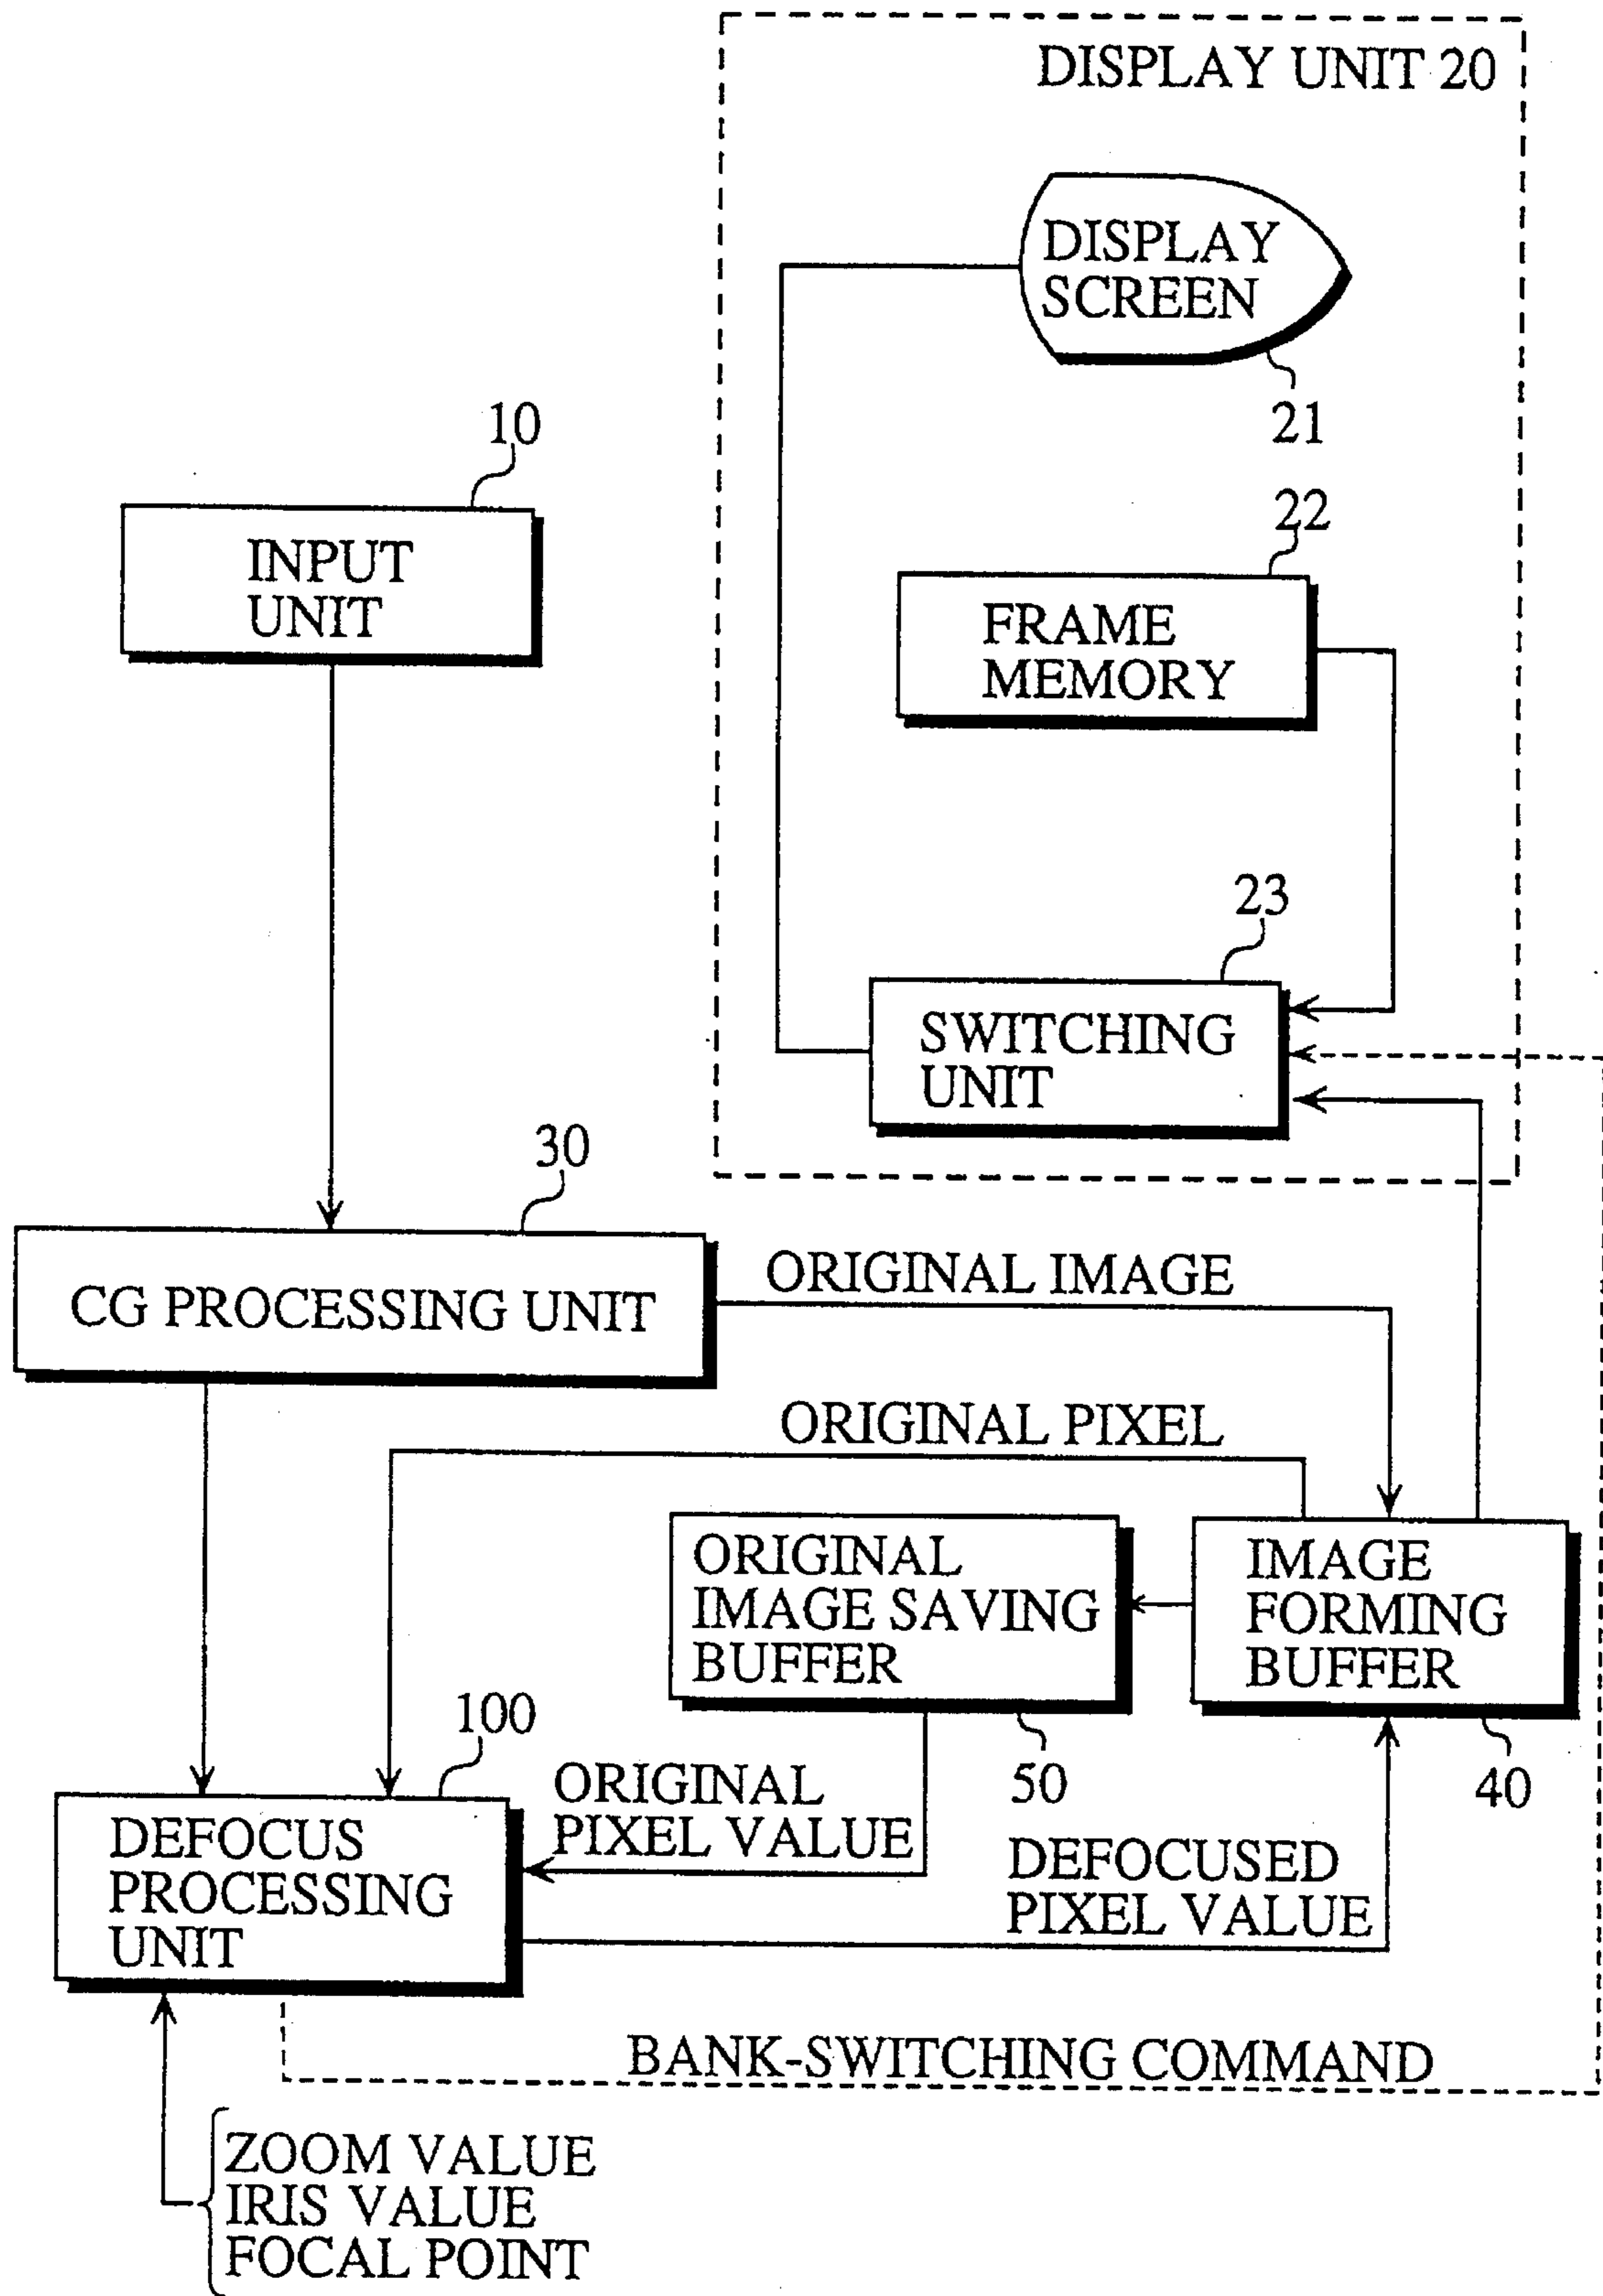 DISPLAY UNIT 20
DISPLAY
SCREEN
21
10
INPUT
UNIT
22
FRAME
MEMORY
23
SWITCHING
UNIT
30
CG PROCESSING UNIT
ORIGINAL IMAGE
ORIGINAL PIXEL
ORIGINAL
IMAGE SAVING
BUFFER
50
IMAGE
FORMING
BUFFER
40
100
DEFOCUS
PROCESSING
UNIT
ORIGINAL
PIXEL VALUE
DEFOCUSED
PIXEL VALUE
BANK-SWITCHING COMMAND
ZOOM VALUE
IRIS VALUE
FOCAL POINT